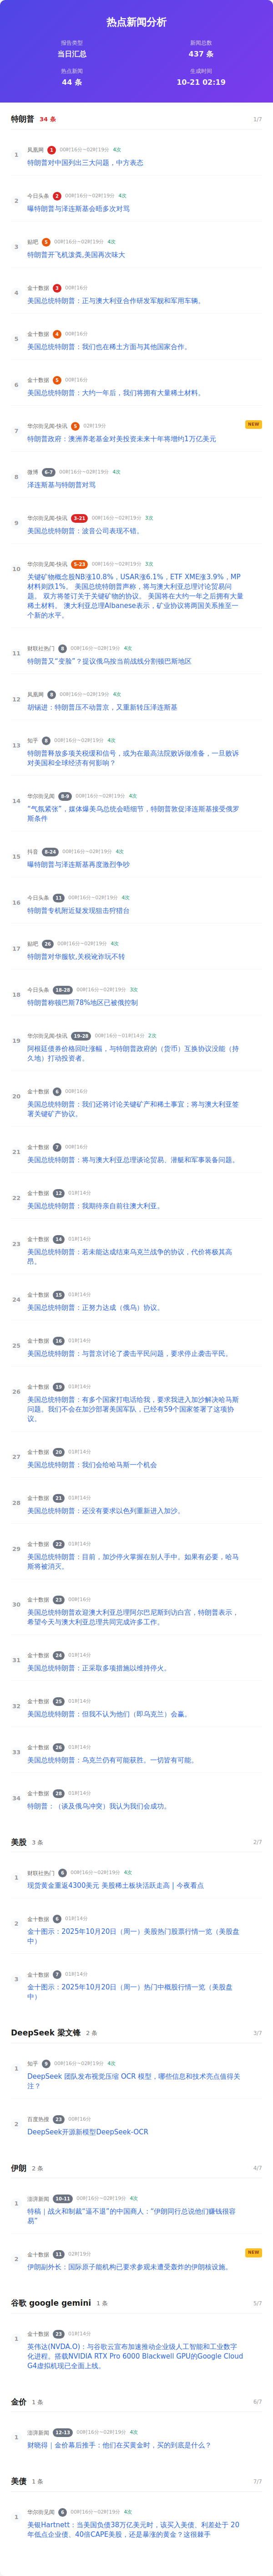 热点新闻分析
报告类型
新闻总数
当日汇总
437 条
热点新闻
生成时间
44 条
10-21 02:19
特朗普 34 条 1/7
1 凤凰网 1 00时16分~02时19分 4次
特朗普对中国列出三大问题，中方表态
2 今日头条 2 00时16分~02时19分 4次
曝特朗普与泽连斯基会晤多次对骂
3 贴吧 5 00时16分~02时19分 4次
特朗普开飞机泼粪,美国再次味大
4 金十数据 3 00时16分
美国总统特朗普：正与澳大利亚合作研发军舰和军用车辆。
5 金十数据 4 00时16分
美国总统特朗普：我们也在稀土方面与其他国家合作。
6 金十数据 5 00时16分
美国总统特朗普：大约一年后，我们将拥有大量稀土材料。
7 华尔街见闻-快讯 5 02时19分 NEW
特朗普政府：澳洲养老基金对美投资未来十年将增约1万亿美元
8 微博 6-7 00时16分~02时19分 4次
泽连斯基与特朗普对骂
9 华尔街见闻-快讯 3-21 00时16分~02时19分 3次
美国总统特朗普：波音公司表现不错。
10 华尔街见闻-快讯 5-23 00时16分~02时19分 3次
关键矿物概念股NB涨10.8%，USAR涨6.1%，ETF XME涨3.9%，MP
材料则跌1%。 美国总统特朗普声称，将与澳大利亚总理讨论贸易问
题。 双方将签订关于关键矿物的协议。 美国将在大约一年之后拥有大量
稀土材料。 澳大利亚总理Albanese表示，矿业协议将两国关系推至一
个新的水平。
11 财联社热门 8 00时16分~02时19分 4次
特朗普又“变脸”？提议俄乌按当前战线分割顿巴斯地区
12 凤凰网 9 00时16分~02时19分 4次
胡锡进：特朗普压不动普京，又重新转压泽连斯基
13 知乎 8 00时16分~02时19分 4次
特朗普释放多项关税缓和信号，或为在最高法院败诉做准备，一旦败诉
对美国和全球经济有何影响？
14 华尔街见闻 8-9 00时16分~02时19分 4次
“气氛紧张”，媒体爆美乌总统会晤细节，特朗普敦促泽连斯基接受俄罗
斯条件
15 抖音 8-24 00时16分~02时19分 4次
曝特朗普与泽连斯基再度激烈争吵
16 今日头条 11 00时16分~02时19分 4次
特朗普专机附近疑发现狙击狩猎台
17 贴吧 26 00时16分~02时19分 4次
特朗普对华服软,关税讹诈玩不转
18 今日头条 18-28 00时16分~02时19分 3次
特朗普称顿巴斯78%地区已被俄控制
19 华尔街见闻-快讯 19-28 00时16分~01时14分 2次
阿根廷债券价格回吐涨幅，与特朗普政府的（货币）互换协议没能（持
久地）打动投资者。
20 金十数据 6 00时16分
美国总统特朗普：我们还将讨论关键矿产和稀土事宜；将与澳大利亚签
署关键矿产协议。
21 金十数据 7 00时16分
美国总统特朗普：将与澳大利亚总理谈论贸易、潜艇和军事装备问题。
22 金十数据 12 01时14分
美国总统特朗普：我期待亲自前往澳大利亚。
23 金十数据 14 01时14分
美国总统特朗普：若未能达成结束乌克兰战争的协议，代价将极其高
昂。
24 金十数据 15 01时14分
美国总统特朗普：正努力达成（俄乌）协议。
25 金十数据 16 01时14分
美国总统特朗普：与普京讨论了袭击平民问题，要求停止袭击平民。
26 金十数据 18 01时14分
美国总统特朗普：有多个国家打电话给我，要求我进入加沙解决哈马斯
问题。我们不会在加沙部署美国军队，已经有59个国家签署了这项协
议。
27 金十数据 20 01时14分
美国总统特朗普：我们会给哈马斯一个机会
28 金十数据 21 01时14分
美国总统特朗普：还没有要求以色列重新进入加沙。
29 金十数据 22 01时14分
美国总统特朗普：目前，加沙停火掌握在别人手中。如果有必要，哈马
斯将被消灭。
30 金十数据 23 00时16分
美国总统特朗普欢迎澳大利亚总理阿尔巴尼斯到访白宫，特朗普表示，
希望今天与澳大利亚总理共同完成许多工作。
31 金十数据 24 01时14分
美国总统特朗普：正采取多项措施以维持停火。
32 金十数据 25 01时14分
美国总统特朗普：但我不认为他们（即乌克兰）会赢。
33 金十数据 26 01时14分
美国总统特朗普：乌克兰仍有可能获胜。一切皆有可能。
34 金十数据 28 01时14分
特朗普：（谈及俄乌冲突）我认为我们会成功。
美股 3 条 2/7
1 财联社热门 6 00时16分~02时19分 4次
现货黄金重返4300美元 美股稀土板块活跃走高 | 今夜看点
2 金十数据 6 01时14分
金十图示：2025年10月20日（周一）美股热门股票行情一览（美股盘
中）
3 金十数据 7 01时14分
金十图示：2025年10月20日（周一）热门中概股行情一览（美股盘
中）
DeepSeek 梁文锋 2 条 3/7
1 知乎 9 00时16分~02时19分 4次
DeepSeek 团队发布视觉压缩 OCR 模型，哪些信息和技术亮点值得关
注？
2 百度热搜 23 00时16分
DeepSeek开源新模型DeepSeek-OCR
伊朗 2 条 4/7
1 澎湃新闻 10-11 00时16分~02时19分 4次
特稿｜战火和制裁“逼不退”的中国商人：“伊朗同行总说他们赚钱很容
易”
2 金十数据 11 02时19分 NEW
伊朗副外长：国际原子能机构已要求参观未遭受轰炸的伊朗核设施。
谷歌 google gemini 1 条 5/7
1 金十数据 23 01时14分
英伟达(NVDA.O)：与谷歌云宣布加速推动企业级人工智能和工业数字
化进程。搭载NVIDIA RTX Pro 6000 Blackwell GPU的Google Cloud
G4虚拟机现已全面上线。
金价 1 条 6/7
1 澎湃新闻 12-13 00时16分~02时19分 4次
财晓得｜金价幕后推手：他们在买黄金时，买的到底是什么？
美债 1 条 7/7
1 华尔街见闻 6 00时16分~02时19分 4次
美银Hartnett：当美国负债38万亿美元时，该买入美债、利差处于 20
年低点企业债、40倍CAPE美股，还是暴涨的黄金？这很棘手